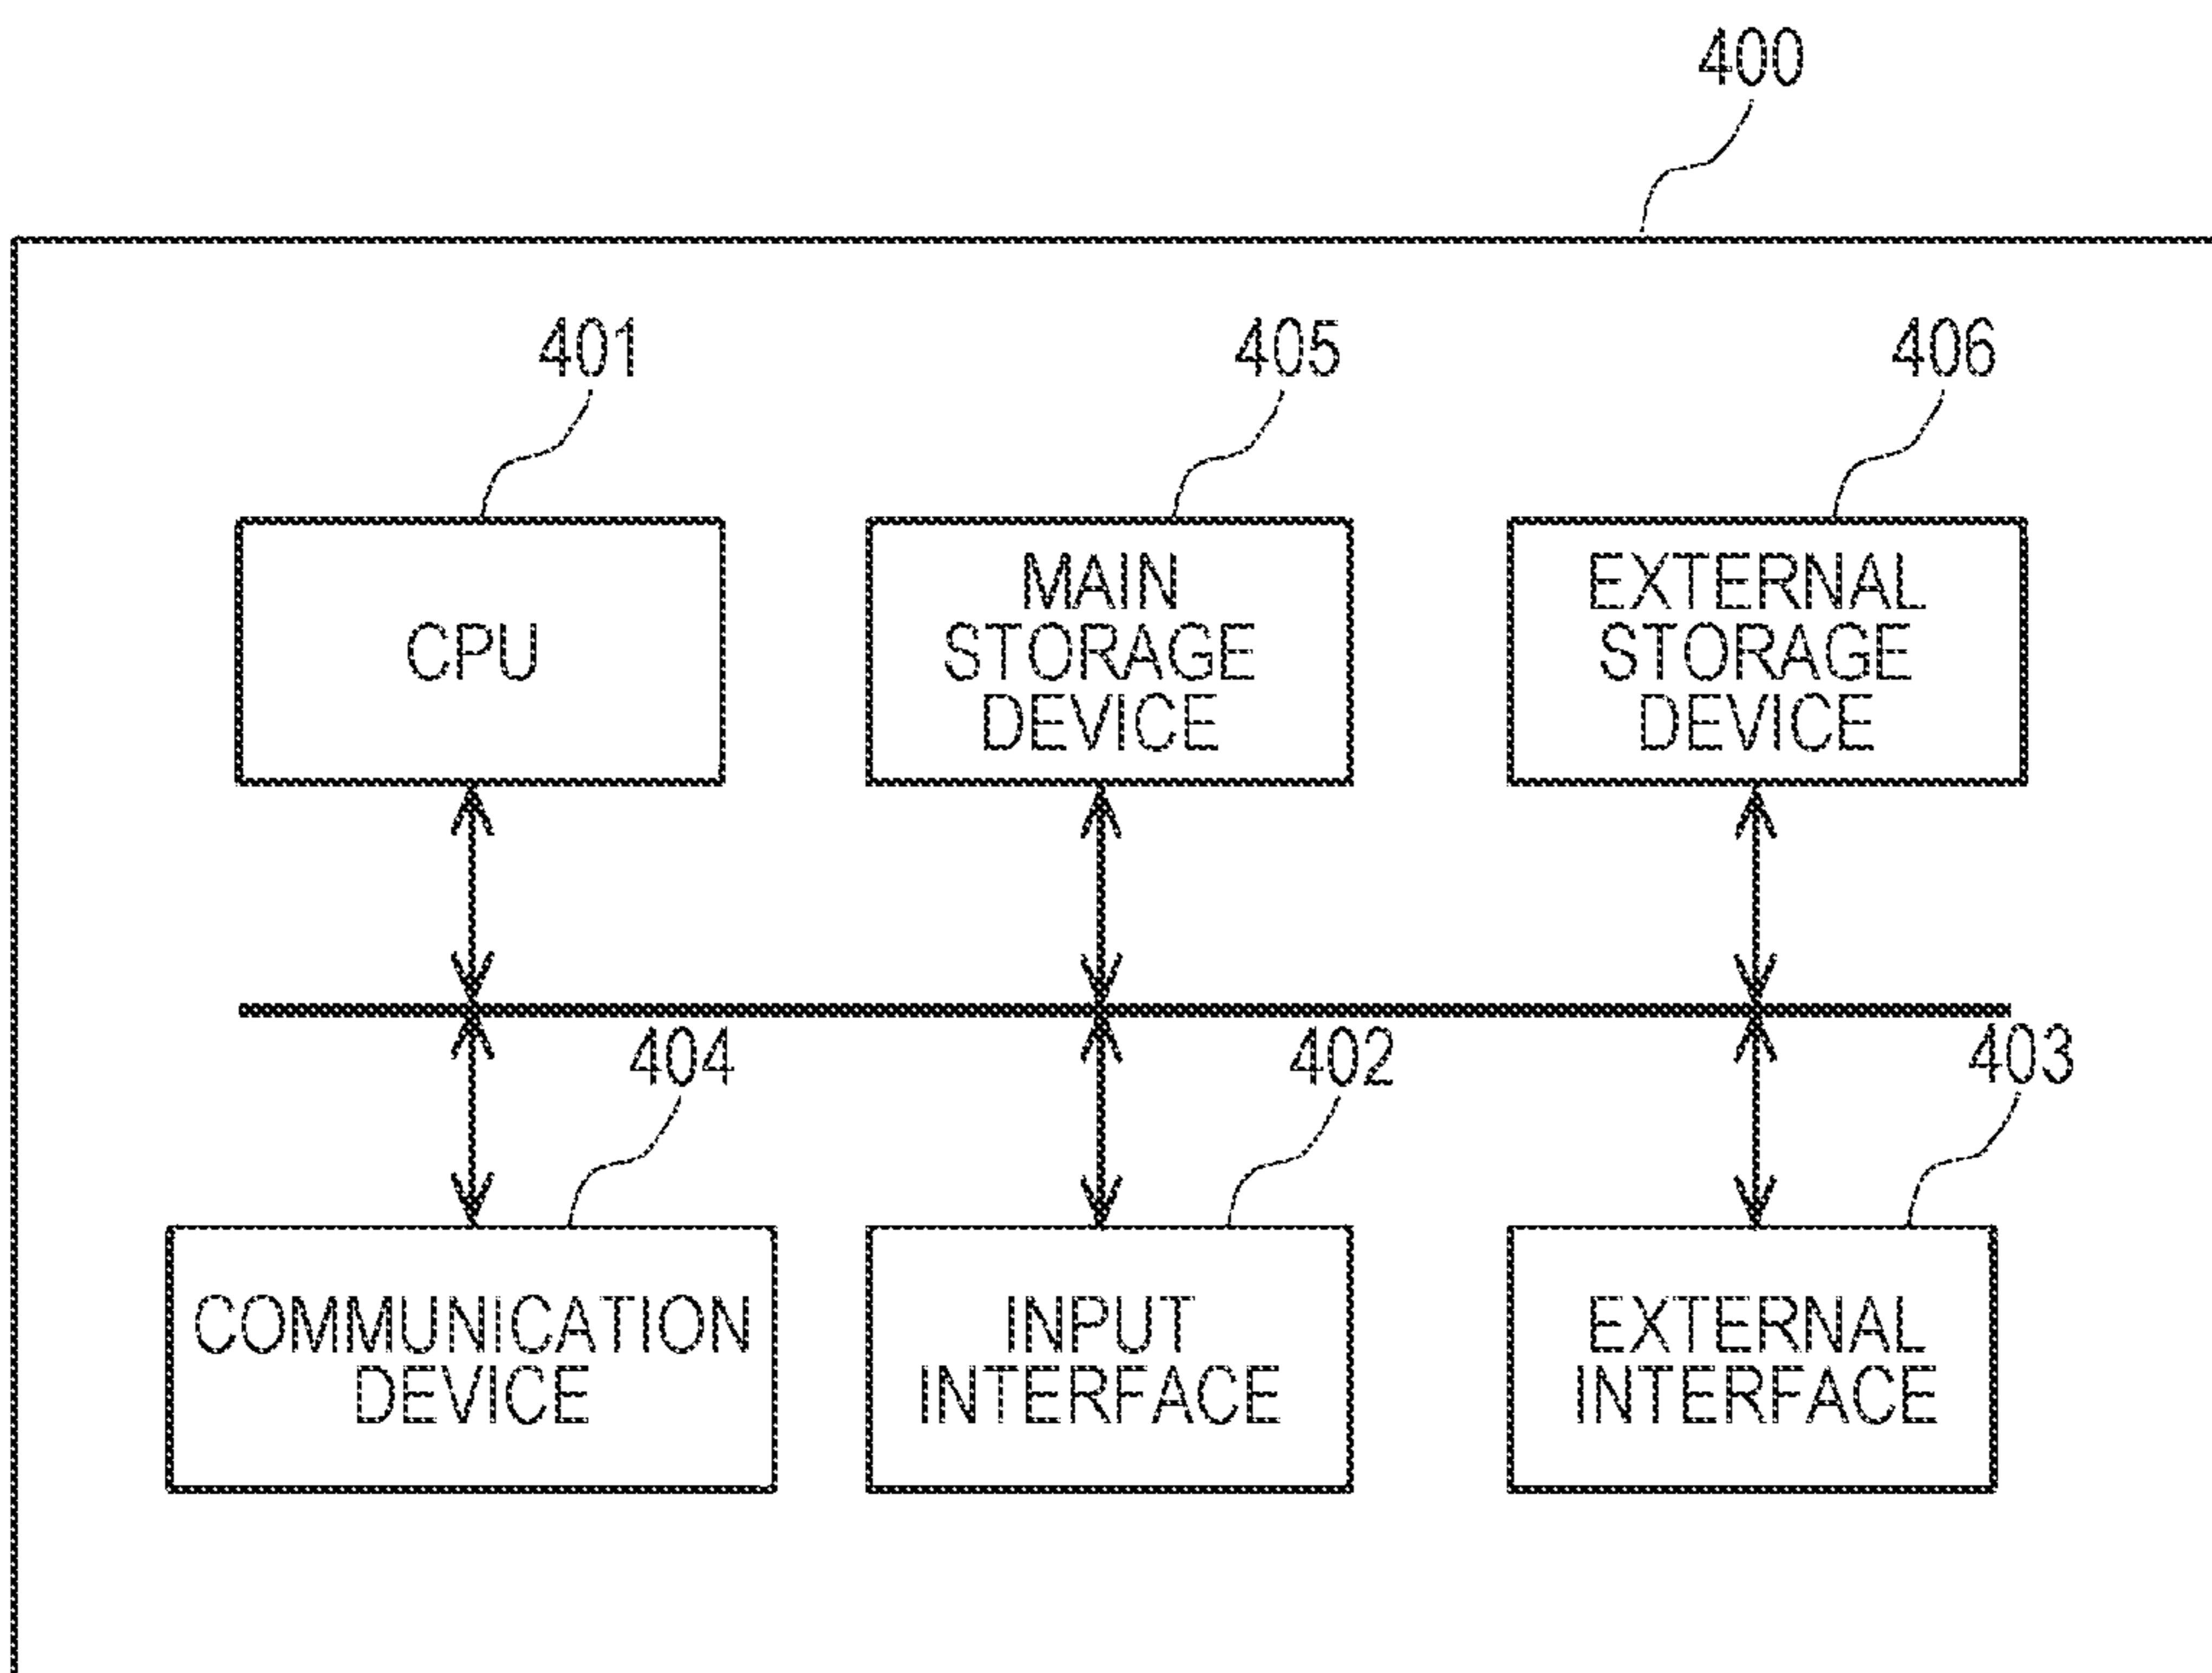 400
401
405
406
CPU
MAIN
STORAGE
DEVICE
EXTERNAL
STORAGE
DEVICE
404
402
403
COMMUNICATION
DEVICE
INPUT
INTERFACE
EXTERNAL
INTERFACE